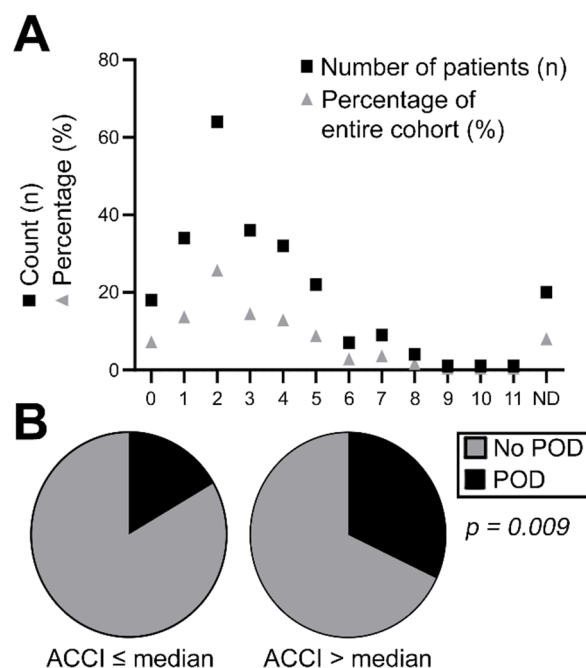 A
80
60
40
20
0
Count (n)
Percentage (%)
Number of patients (n)
Percentage of
entire cohort (%)
0 1 2 3 4 5 6 7 8 9 10 11 ND
B
No POD
POD
p = 0.009
ACCI ≤ median
ACCI > median